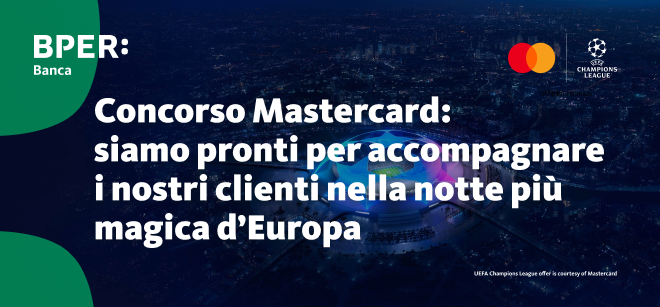 BPER:
Banca
UEFA
CHAMPIONS
LEAGUE
Concorso Mastercard:
siamo pronti per accompagnare
i nostri clienti nella notte più
magica d’Europa
UEFA Champions League offer is courtesy of Mastercard